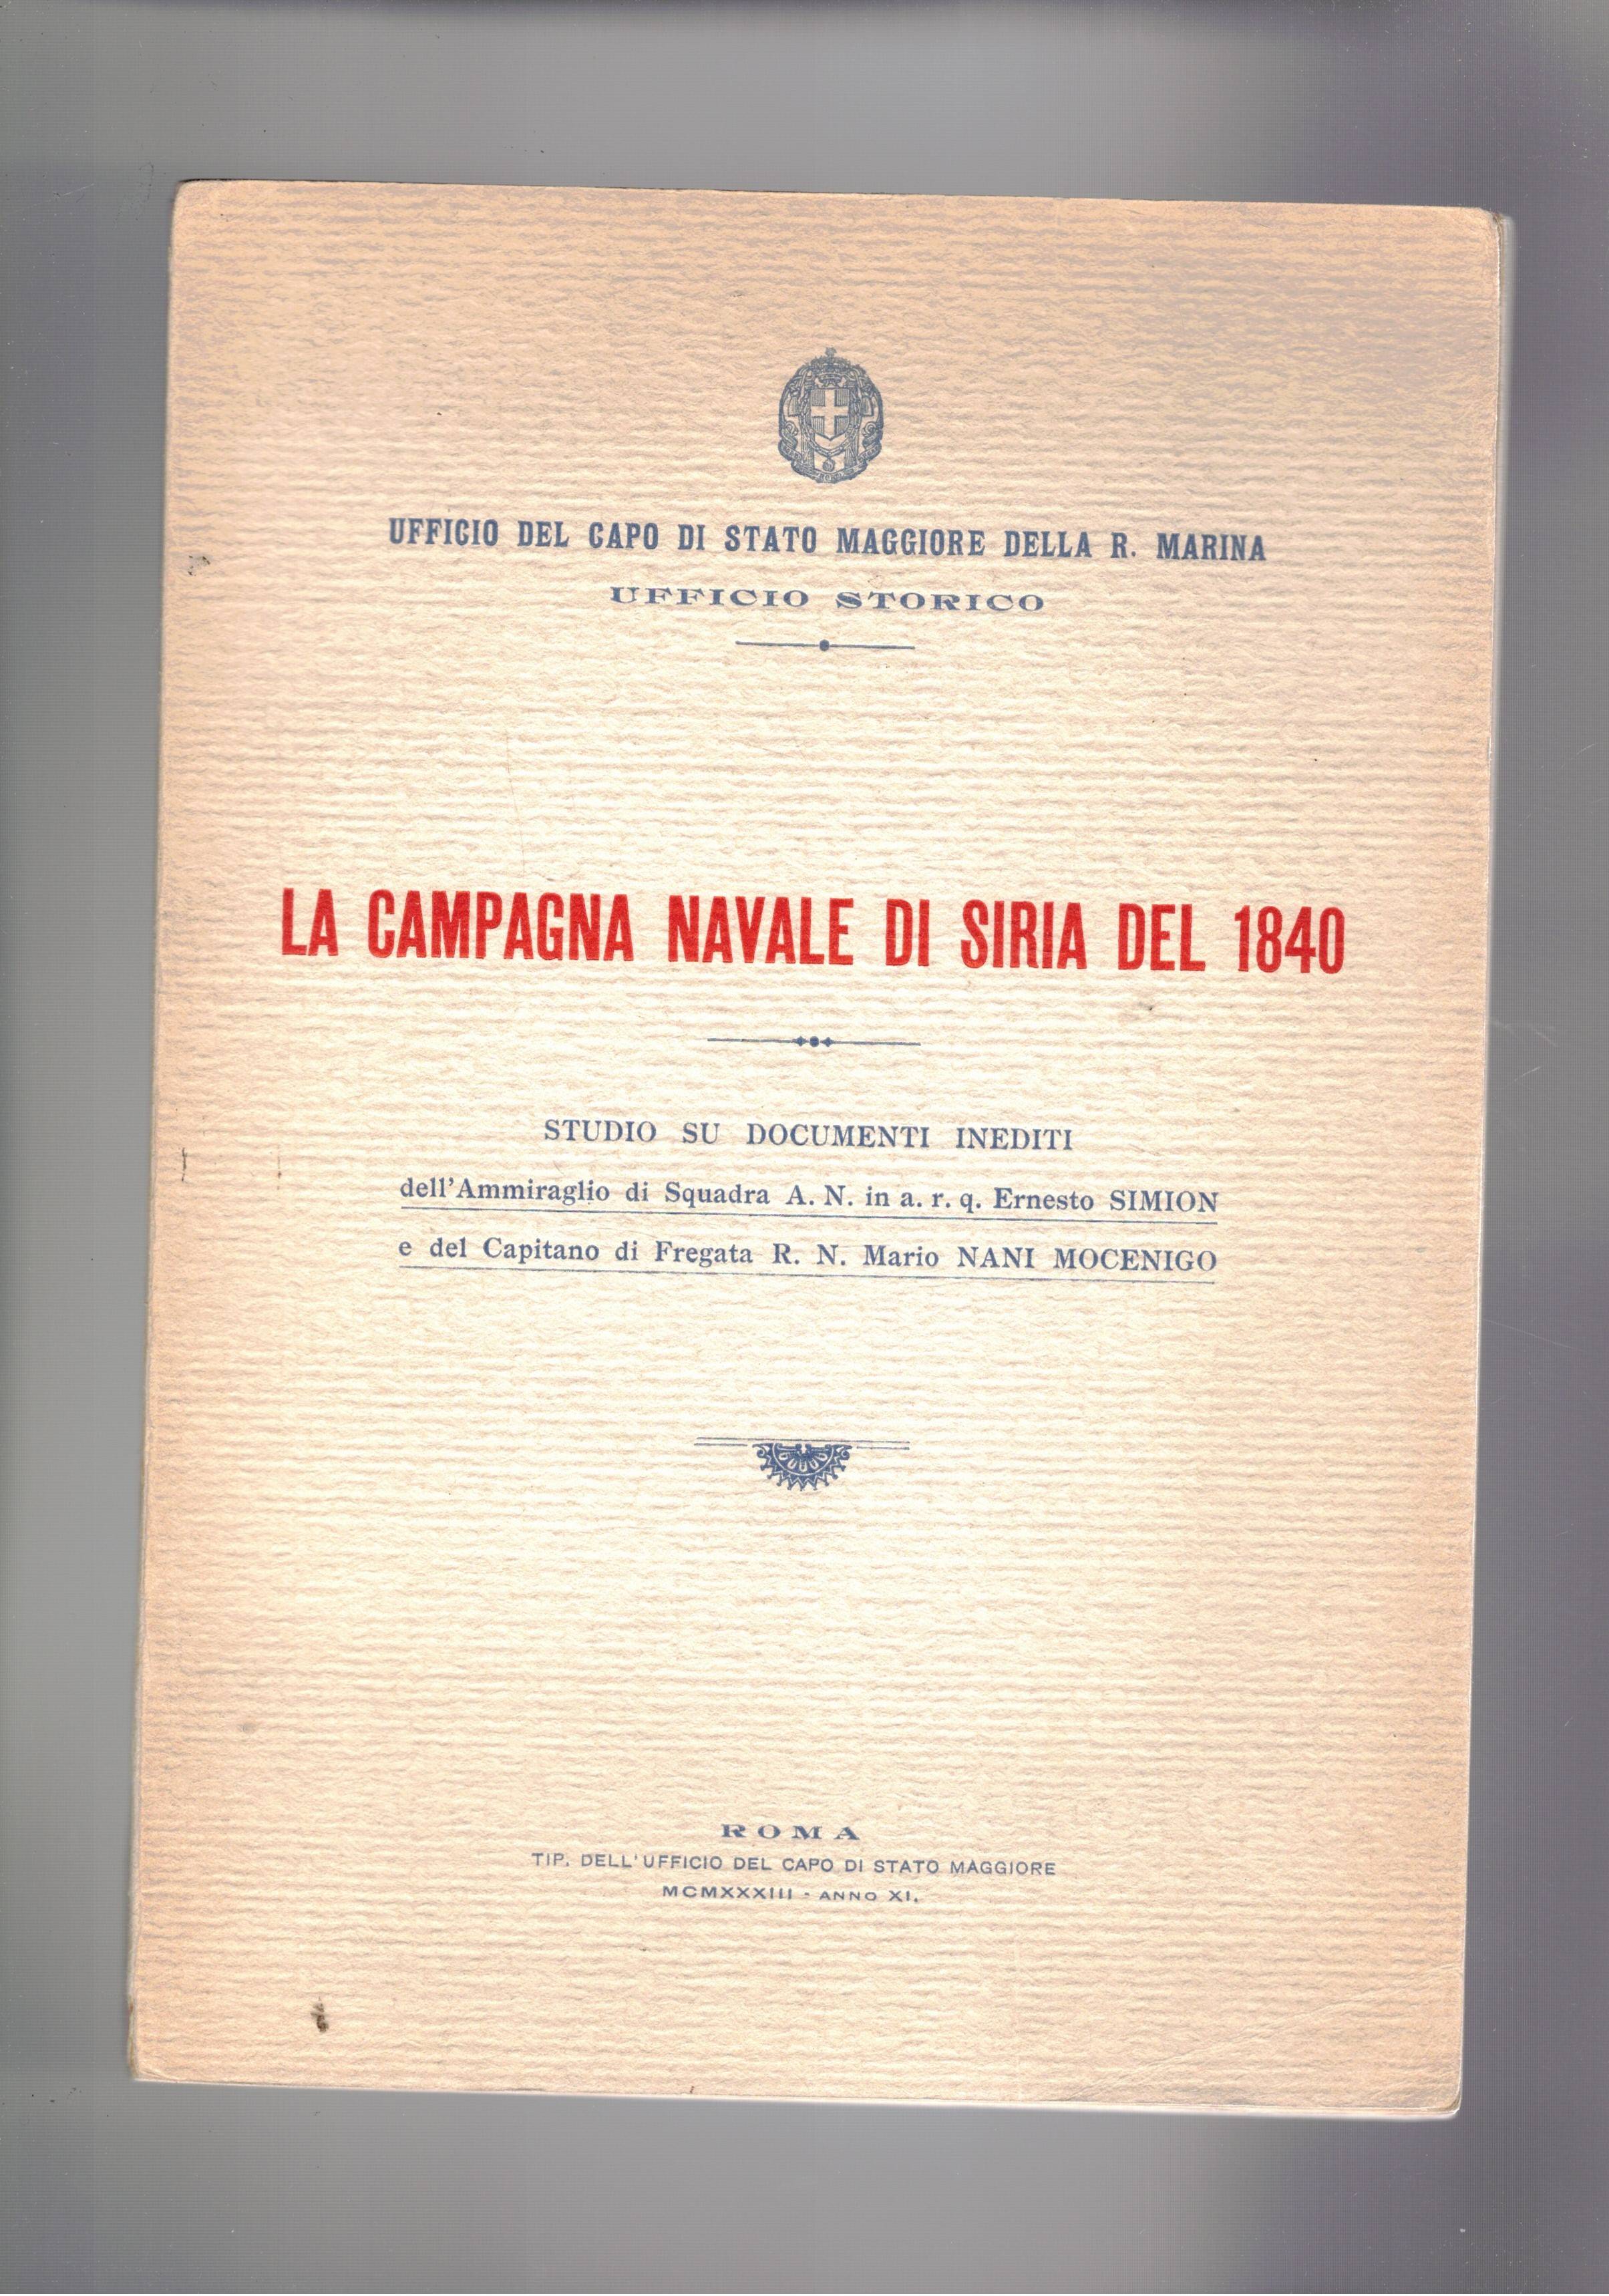 UFFICIO DEL CAPO DI STATO MAGGIORE DELLA R. MARINA
UFFICIO STORICO
LA CAMPAGNA NAVALE DI SIRIA DEL 1840
STUDIO SU DOCUMENTI INEDITI
dell'Ammiraglio di Squadra A. N. in a. r. q. Ernesto SIMION
e del Capitano di Fregata R. N. Mario NANI MOCENIGO
ROMA
TIP. DELL'UFFICIO DEL CAPO DI STATO MAGGIORE
MCMXXXIII - ANNO XI.